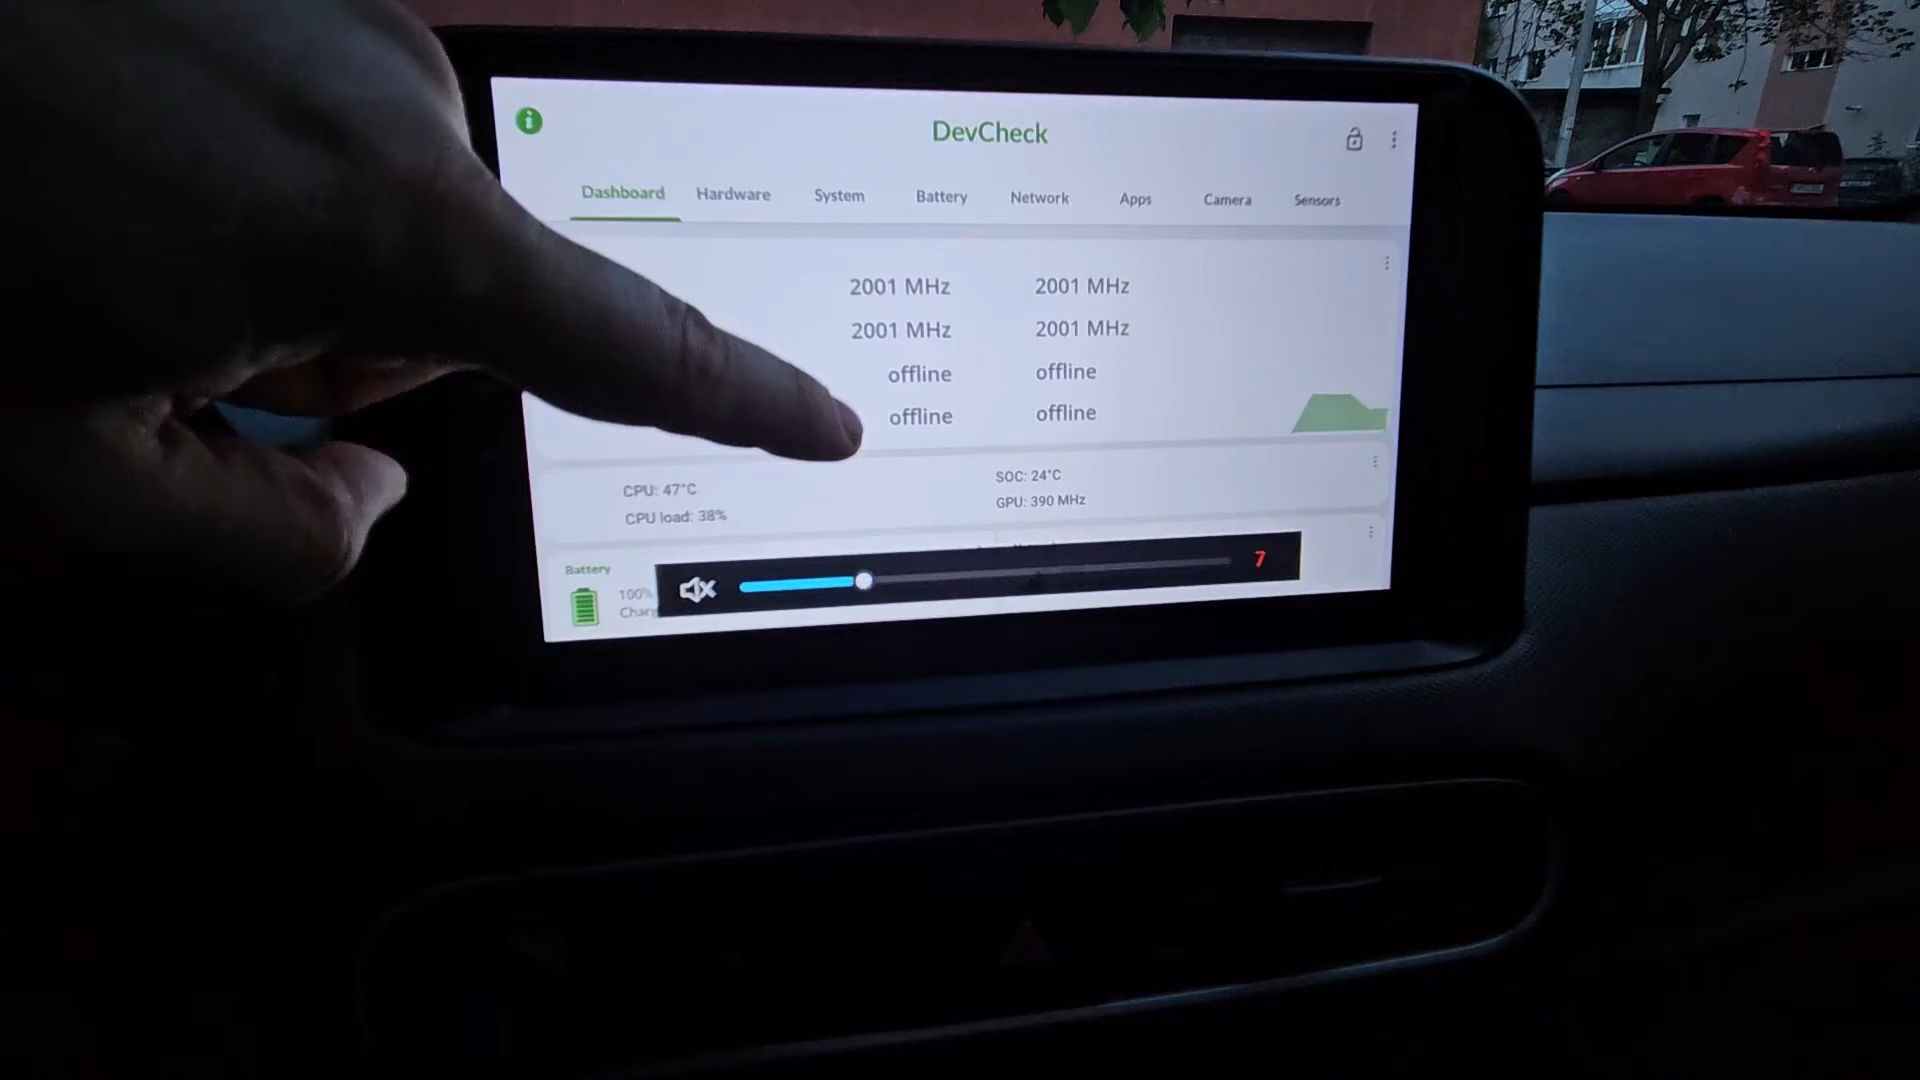 DevCheck
Dashboard Hardware System Battery Network Apps Camera Sensors
2001 MHz 2001 MHz
2001 MHz 2001 MHz
offline offline
offline offline
CPU: 47°C SOC: 24°C
CPU load: 38% GPU: 390 MHz
Battery
100%
7